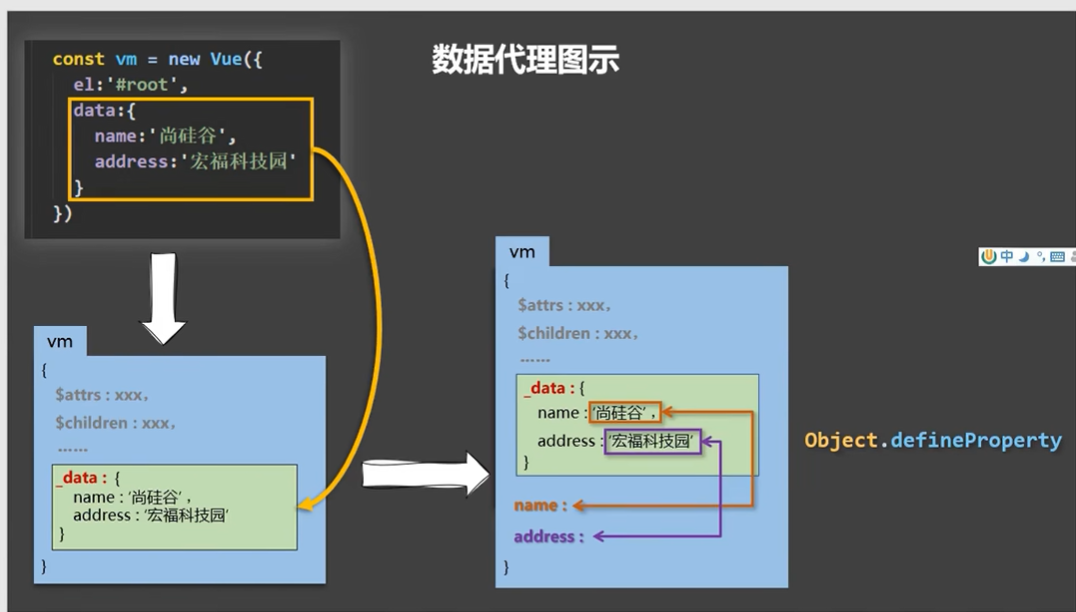 数据代理图示
const vm = new Vue({
el:'#root',
data:{
name:'尚硅谷',
address:'宏福科技园'
}
})
vm
{
$attrs : xxx，
$children : xxx，
……
_data : {
name : ‘尚硅谷’，
address : ‘宏福科技园’
}
}
vm
{
$attrs : xxx，
$children : xxx，
……
_data : {
name : ‘尚硅谷’，
address : ‘宏福科技园’
}
name :
address :
}
Object.defineProperty
中